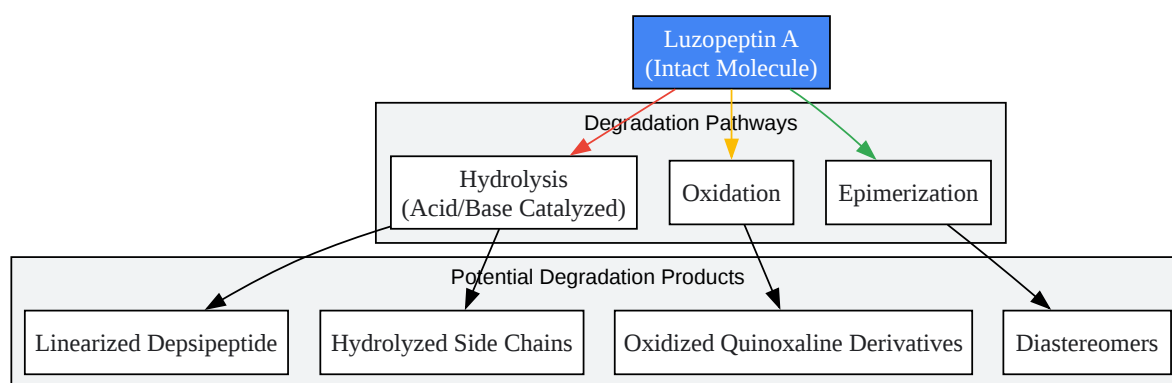 Luzopeptin A
(Intact Molecule)
Degradation Pathways
Hydrolysis
(Acid/Base Catalyzed)
Oxidation
Epimerization
Potential Degradation Products
Linearized Depsipeptide
Hydrolyzed Side Chains
Oxidized Quinoxaline Derivatives
Diastereomers